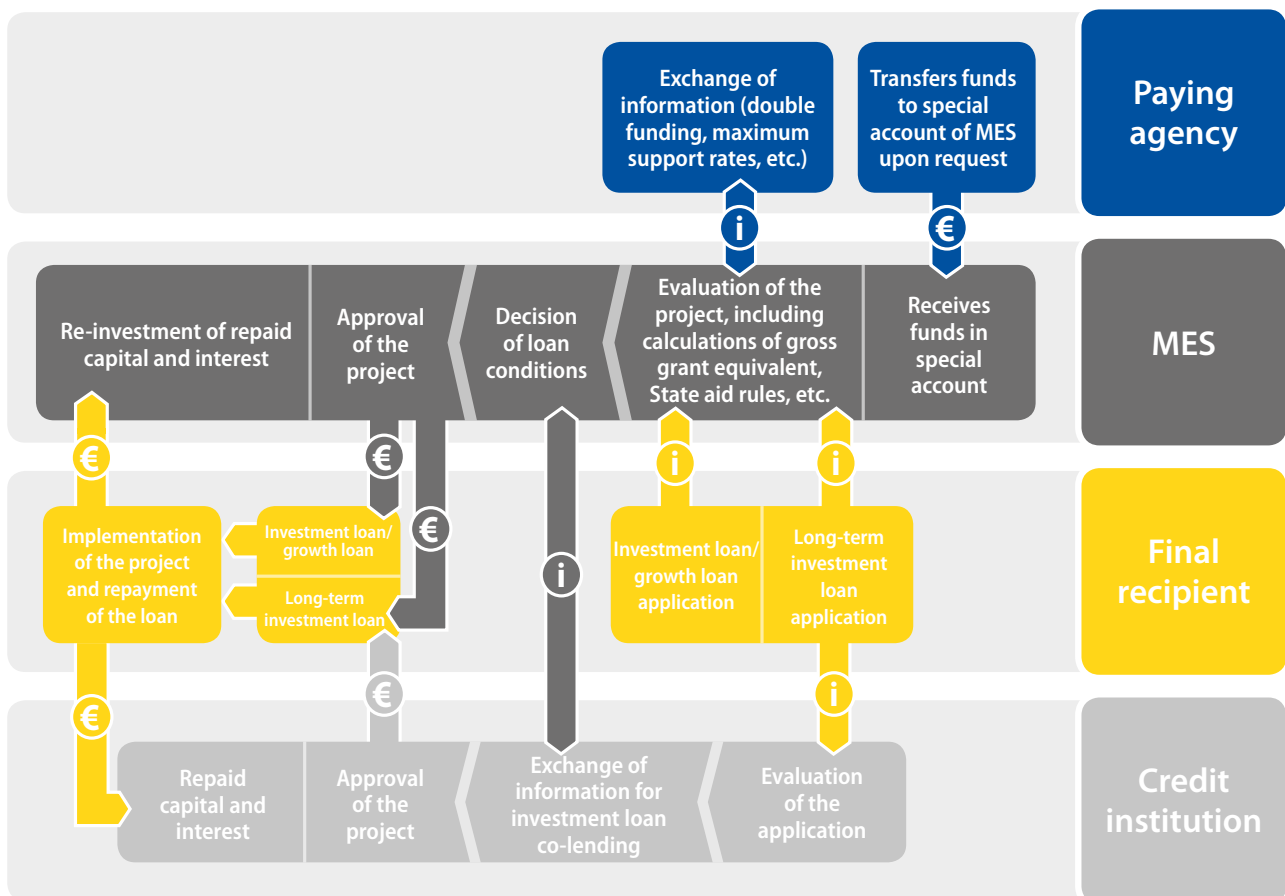 Exchange of
information (double
funding, maximum
support rates, etc.)
Transfers funds
to special
account of MES
upon request
Paying
agency
i
€
Re-investment of repaid
capital and interest
Approval
of the
project
Decision
of loan
conditions
Evaluation of the
project, including
calculations of gross
grant equivalent,
State aid rules, etc.
Receives
funds in
special
account
MES
€
€
€
i
i
i
Implementation
of the project
and repayment
of the loan
Investment loan/
growth loan
Long-term
investment loan
Investment loan/
growth loan
application
Long-term
investment
loan
application
Final
recipient
€
€
i
Repaid
capital and
interest
Approval
of the
project
Exchange of
information for
investment loan
co-lending
Evaluation
of the
application
Credit
institution